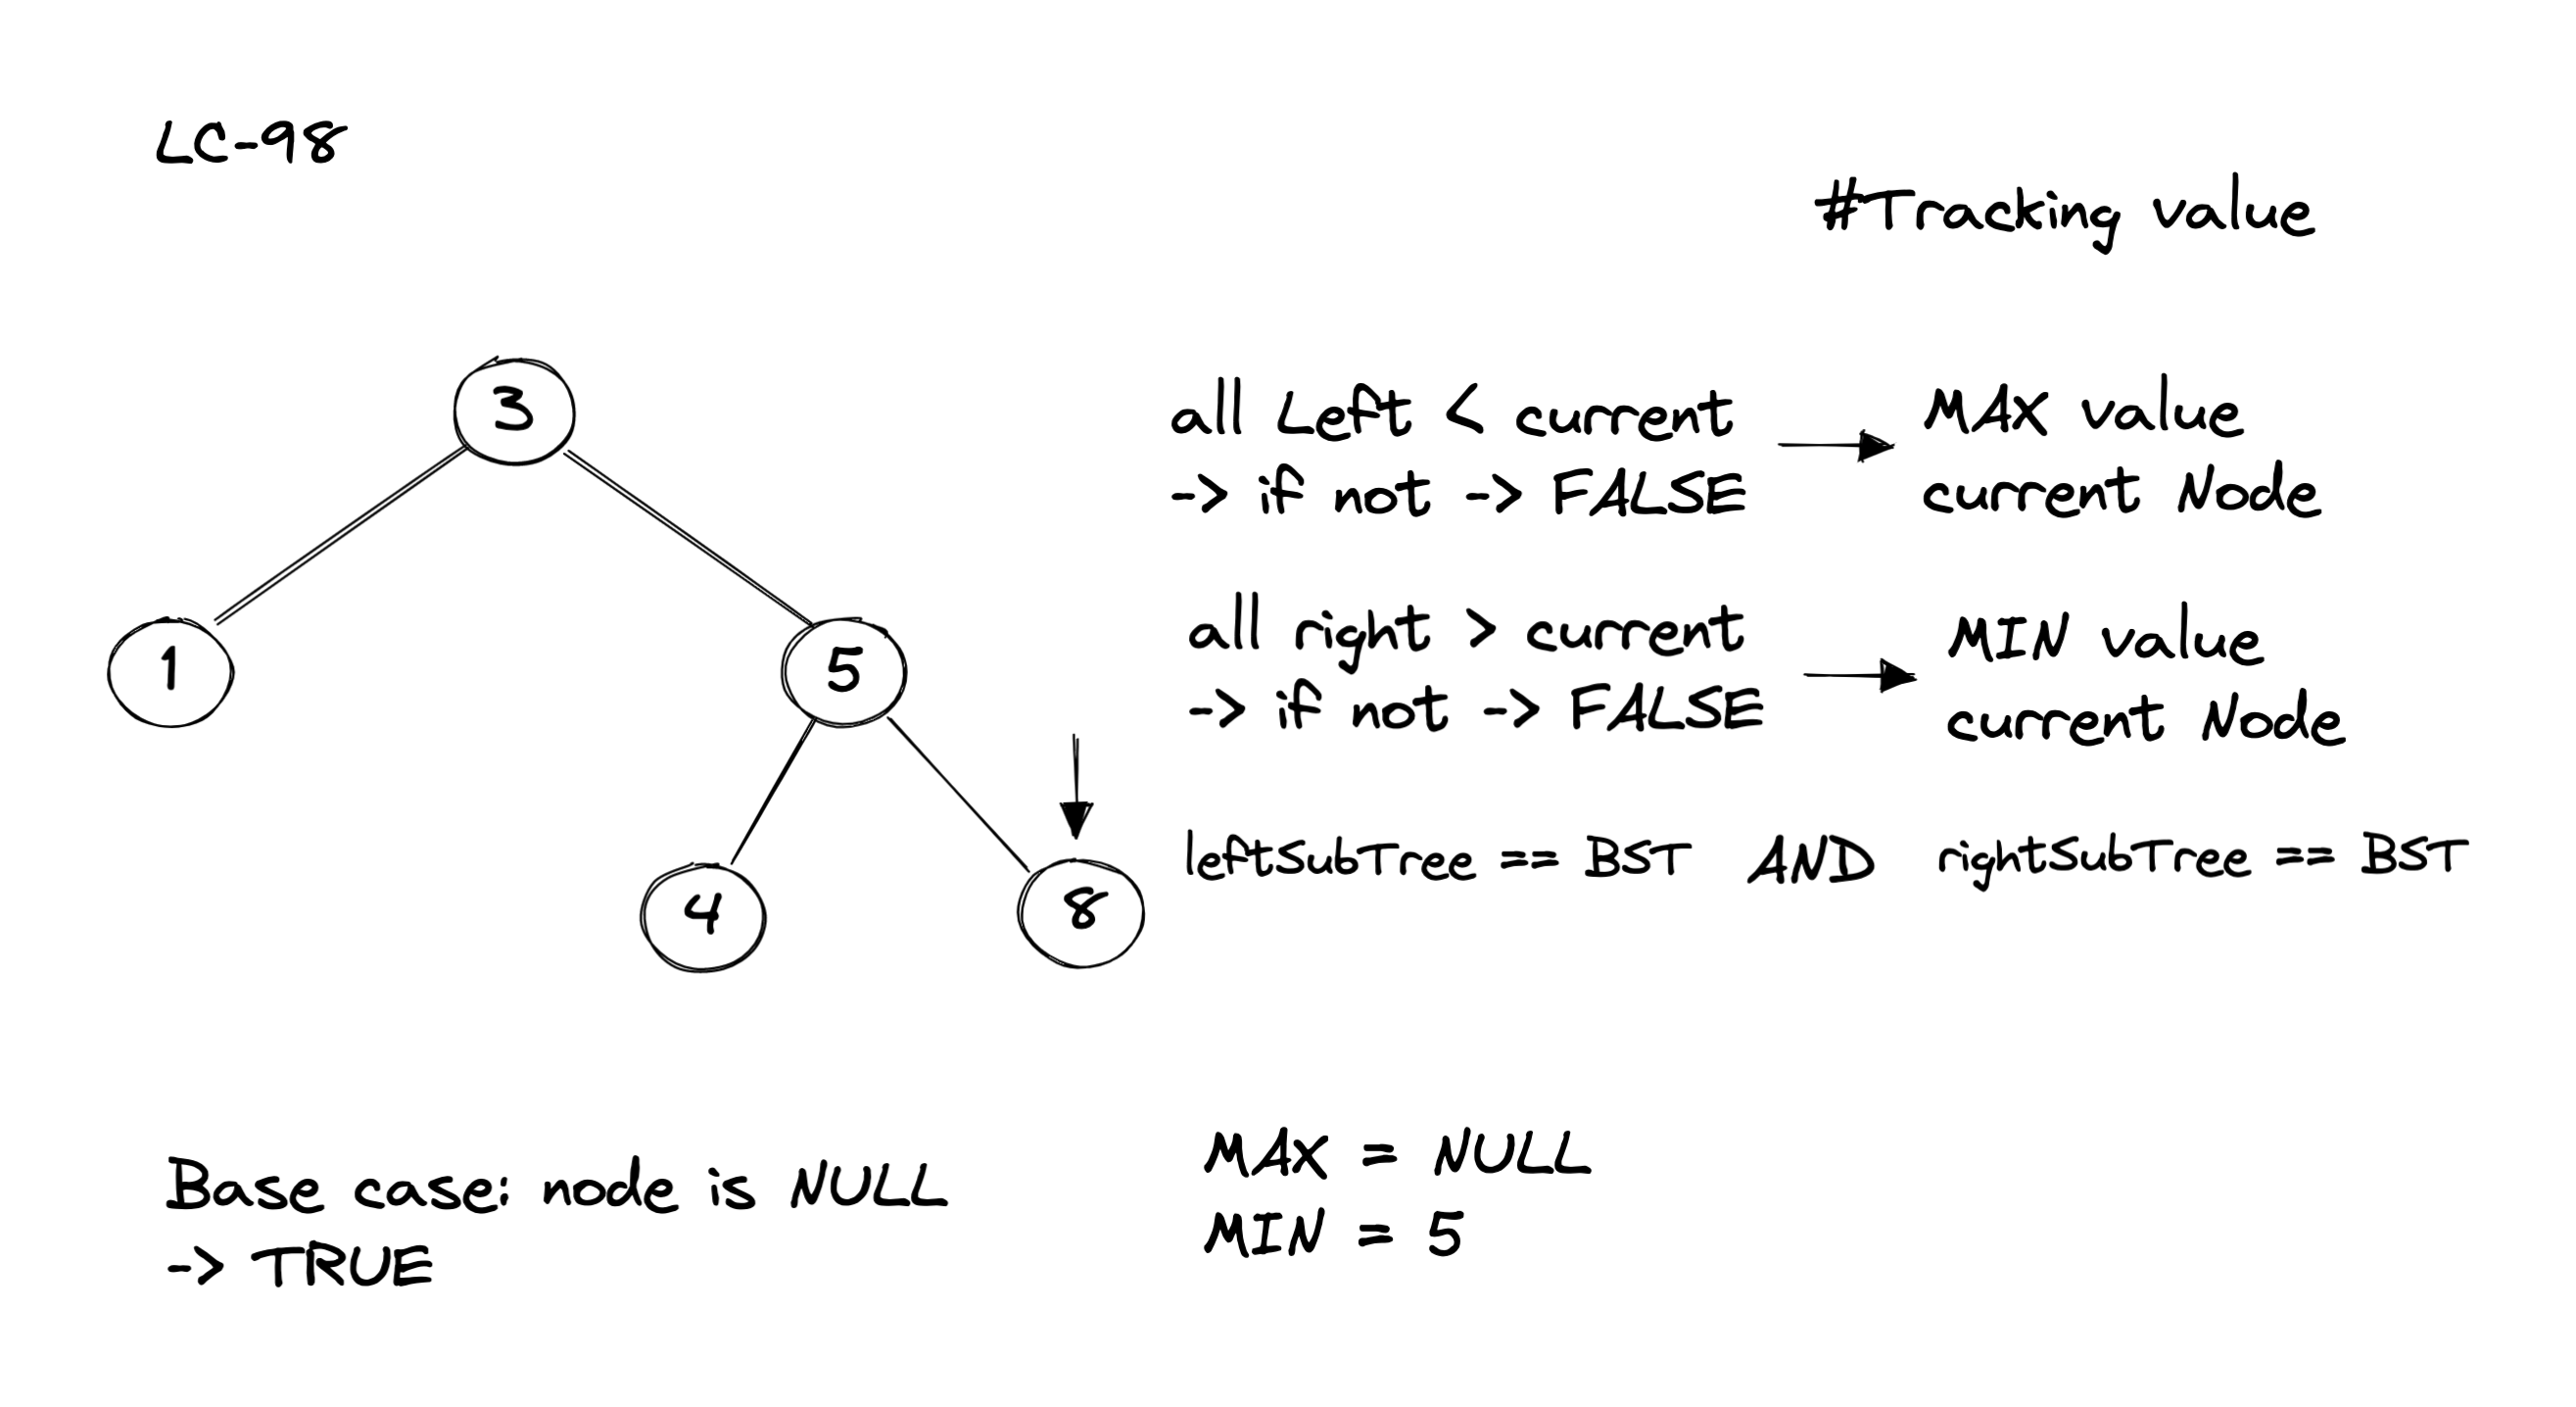 LC-98
#Tracking value
3
1
5
4
8
all Left < current
-> if not -> FALSE
MAX value
current Node
all right > current
-> if not -> FALSE
MIN value
current Node
leftSubTree == BST AND rightSubTree == BST
Base case: node is NULL
-> TRUE
MAX = NULL
MIN = 5